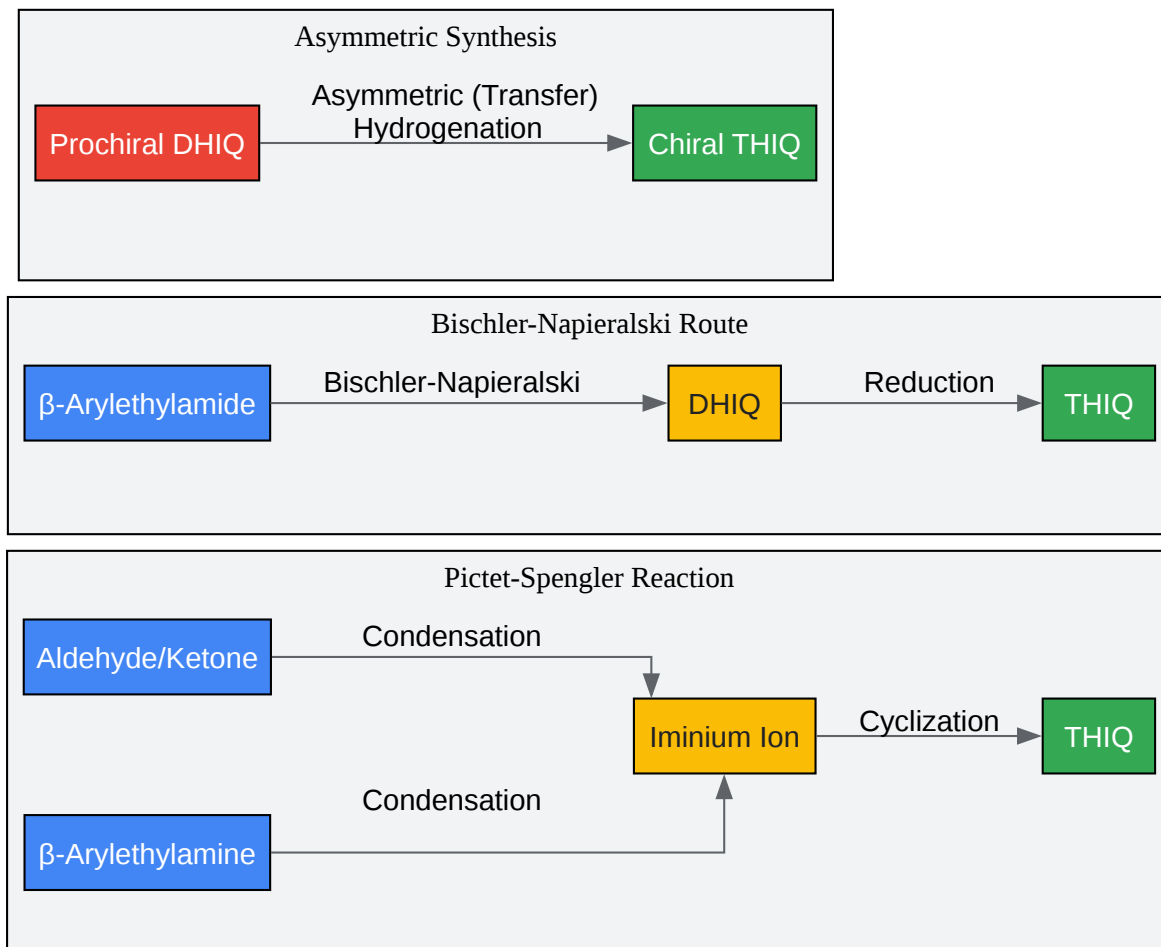 Asymmetric Synthesis
Prochiral DHIQ
Asymmetric (Transfer)
Hydrogenation
Chiral THIQ
Bischler-Napieralski Route
β-Arylethylamide
Bischler-Napieralski
DHIQ
Reduction
THIQ
Pictet-Spengler Reaction
Aldehyde/Ketone
Condensation
Iminium Ion
Cyclization
THIQ
Condensation
β-Arylethylamine